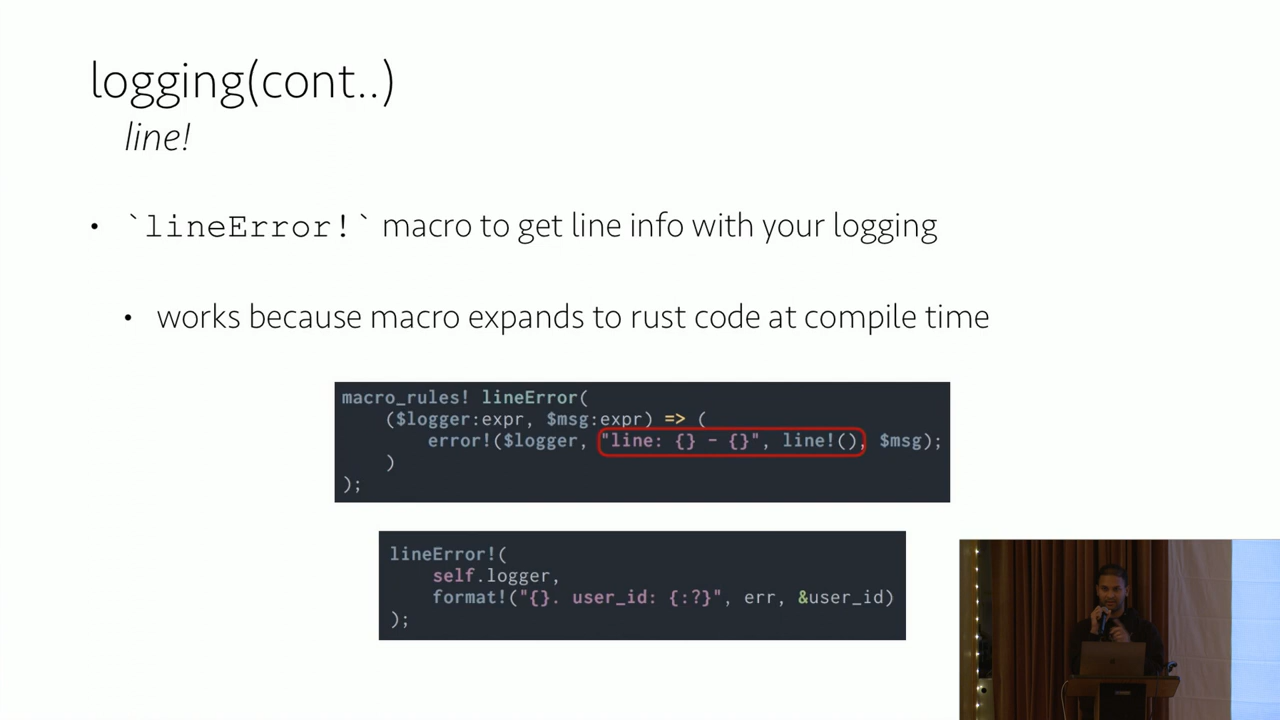 logging(cont..)
line!
• `lineError!` macro to get line info with your logging
• works because macro expands to rust code at compile time
macro_rules! lineError(
($logger:expr, $msg:expr) => (
error!($logger, "line: {} - {}", line!(), $msg);
)
);
lineError!(
self.logger,
format!("{}. user_id: {:?}", err, &user_id)
);